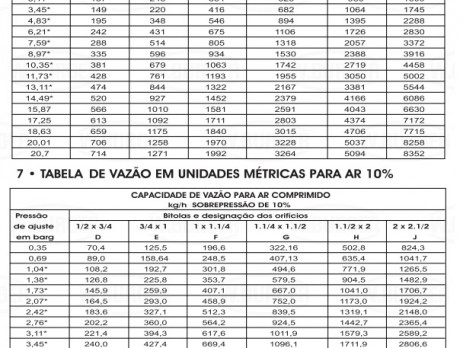 3,45* 149 220 416 682 1064 1745
4,83* 195 348 546 894 1395 2288
6,21* 242 431 675 1106 1726 2830
7,59* 288 514 805 1318 2057 3372
8,97* 335 596 934 1530 2388 3916
10,35* 381 679 1063 1742 2719 4458
11,73* 428 761 1193 1955 3050 5002
13,11* 474 844 1322 2167 3381 5544
14,49* 520 927 1452 2379 4166 6086
15,87 566 1010 1581 2591 4043 6630
17,25 613 1092 1711 2803 4374 7172
18,63 659 1175 1840 3015 4706 7715
20,01 706 1258 1970 3228 5037 8258
20,7 714 1271 1992 3264 5094 8352
7 • TABELA DE VAZÃO EM UNIDADES MÉTRICAS PARA AR 10%
CAPACIDADE DE VAZÃO PARA AR COMPRIMIDO
kg/h SOBREPRESSÃO DE 10%
Pressão Bitolas e designação dos orifícios
de ajuste 1/2 x 3/4 3/4 x 1 1 x 1.1/4 1.1/4 x 1.1/2 1.1/2 x 2 2 x 2.1/2
em barg D E F G H J
0,35 70,4 125,5 196,6 322,16 502,8 824,3
0,69 89,0 158,64 248,5 407,13 635,4 1041,7
1,04* 108,2 192,7 301,8 494,6 771,9 1265,5
1,38* 126,8 225,8 353,7 579,5 904,5 1482,9
1,73* 145,9 259,9 407,1 667,0 1041,0 1706,7
2,07* 164,5 293,0 458,9 752,0 1173,0 1924,2
2,42* 183,6 327,1 512,3 839,5 1319,1 2148,0
2,76* 202,2 360,0 564,2 924,5 1442,7 2365,4
3,11* 221,4 394,3 617,6 1011,9 1579,3 2589,2
3,45* 240,0 427,4 669,4 1096,1 1711,9 2806,6